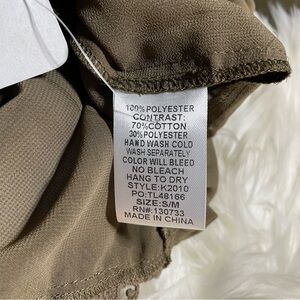 100% POLYESTER
CONTRAST:
70%COTTON
30%POLYESTER
HAND WASH COLD
WASH SEPARATELY
COLOR WILL BLEED
NO BLEACH
HANG TO DRY
STYLE:K2010
PO:TL48166
SIZE:S/M
RN#:130733
MADE IN CHINA